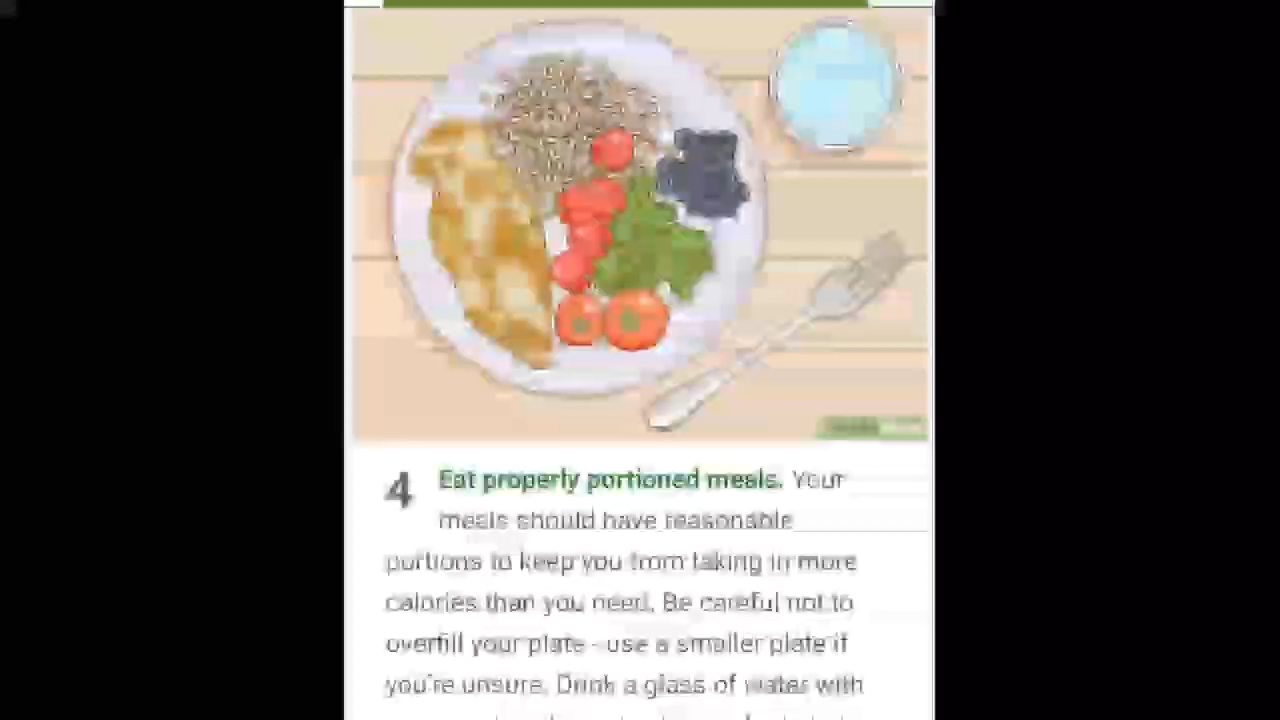 4 Eat properly portioned meals. Your
meals should have reasonable
portions to keep you from taking in more
calories than you need. Be careful not to
overfill your plate - use a smaller plate if
you're unsure. Drink a glass of water with